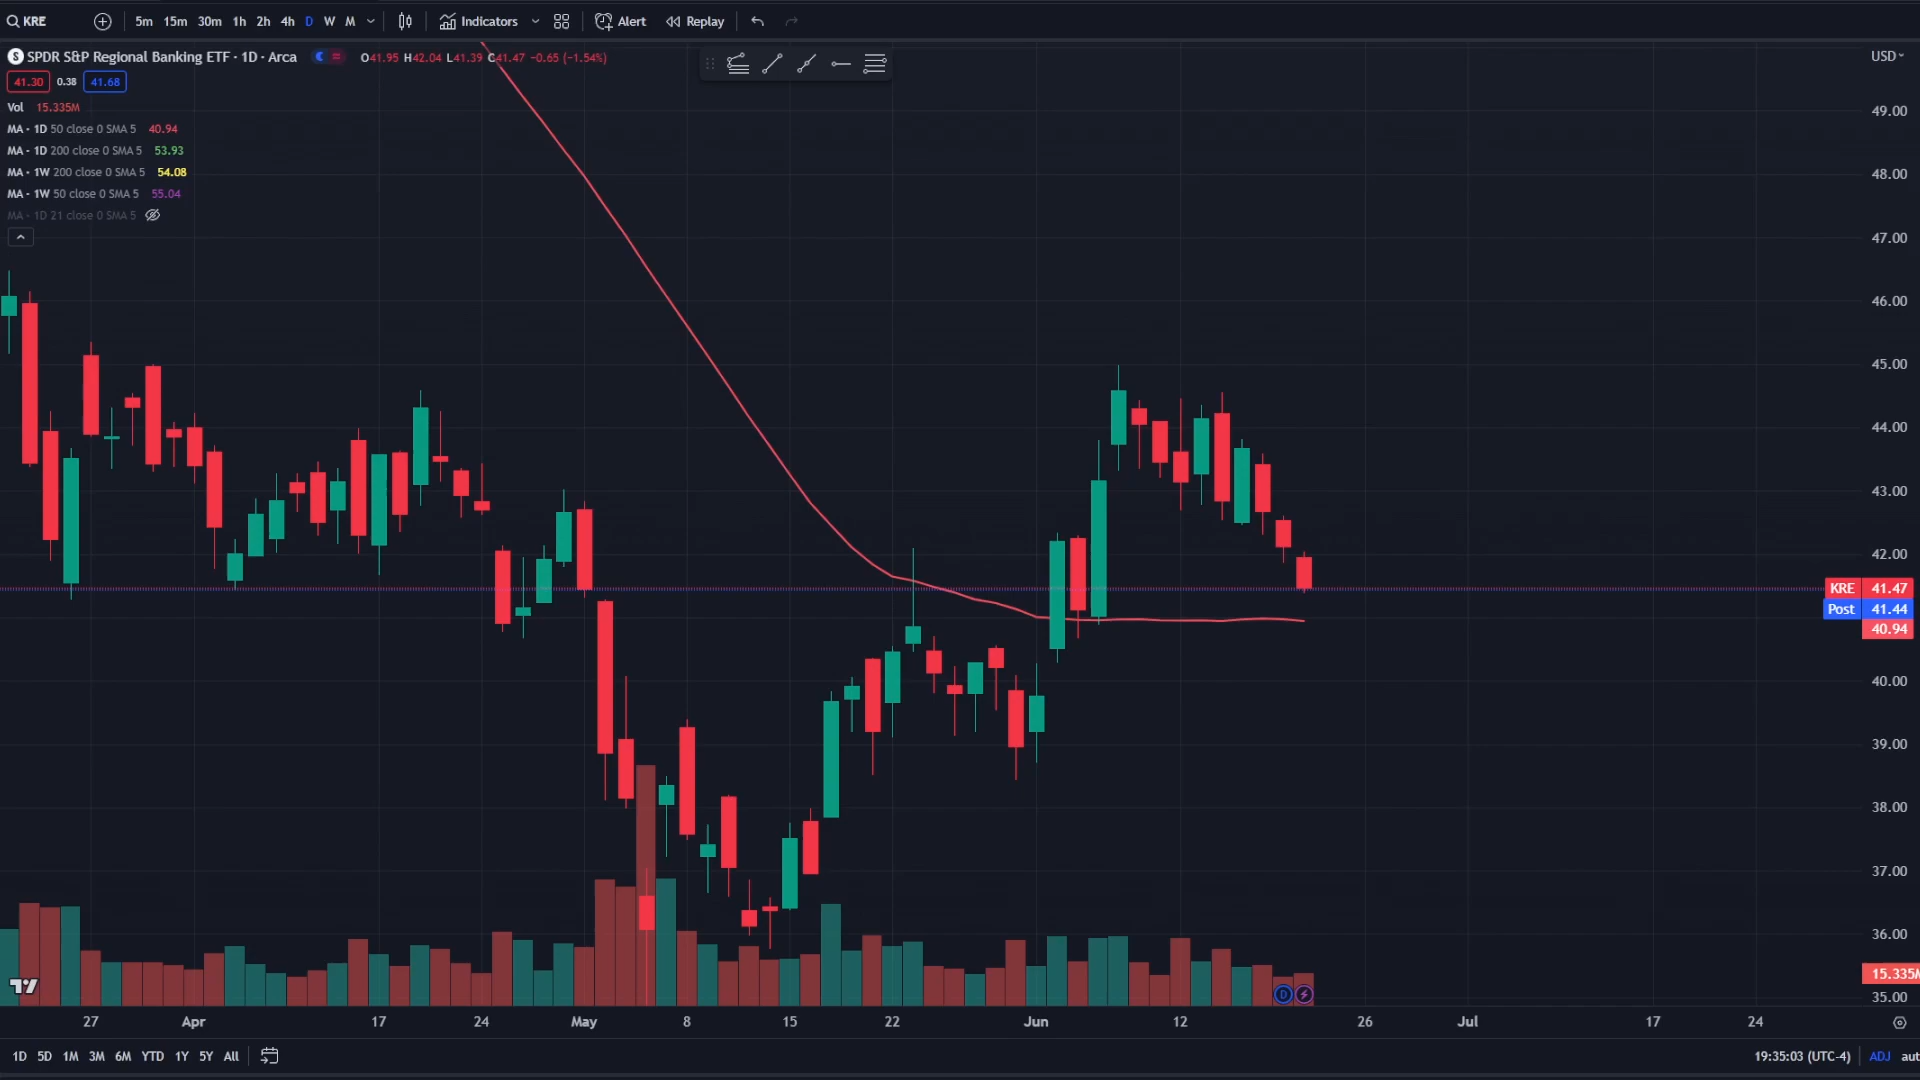 KRE 5m 15m 30m 1h 2h 4h D W M Indicators Alert Replay
SPDR S&P Regional Banking ETF · 1D · Arca O41.95 H42.04 L41.39 C41.47 −0.65 (−1.54%)
USD
41.30 0.38 41.68
Vol 15.335M
MA · 1D 50 close 0 SMA 5 40.94
MA · 1D 200 close 0 SMA 5 53.93
MA · 1W 200 close 0 SMA 5 54.08
MA · 1W 50 close 0 SMA 5 55.04
MA · 1D 21 close 0 SMA 5
49.00
48.00
47.00
46.00
45.00
44.00
43.00
42.00
KRE 41.47
Post 41.44
40.94
40.00
39.00
38.00
37.00
36.00
15.335M
35.00
D
27 Apr 17 24 May 8 15 22 Jun 12 26 Jul 17 24
1D 5D 1M 3M 6M YTD 1Y 5Y All 19:35:03 (UTC-4) ADJ aut